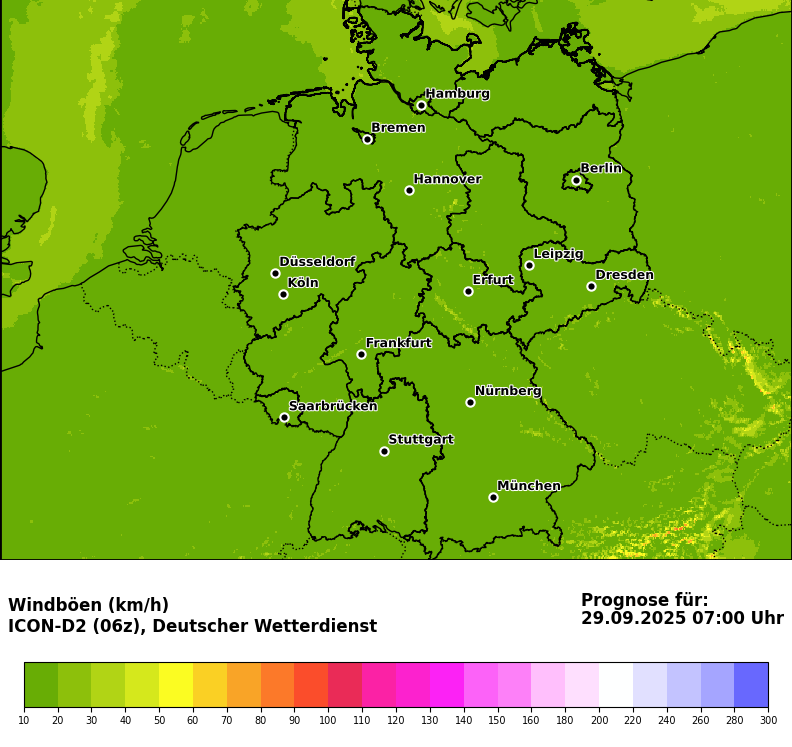 Hamburg
Bremen
Berlin
Hannover
Leipzig
Düsseldorf
Dresden
Köln
Erfurt
Frankfurt
Nürnberg
Saarbrücken
Stuttgart
München
Windböen (km/h)
ICON-D2 (06z), Deutscher Wetterdienst
Prognose für:
29.09.2025 07:00 Uhr
10 20 30 40 50 60 70 80 90 100 110 120 130 140 150 160 180 200 220 240 260 280 300